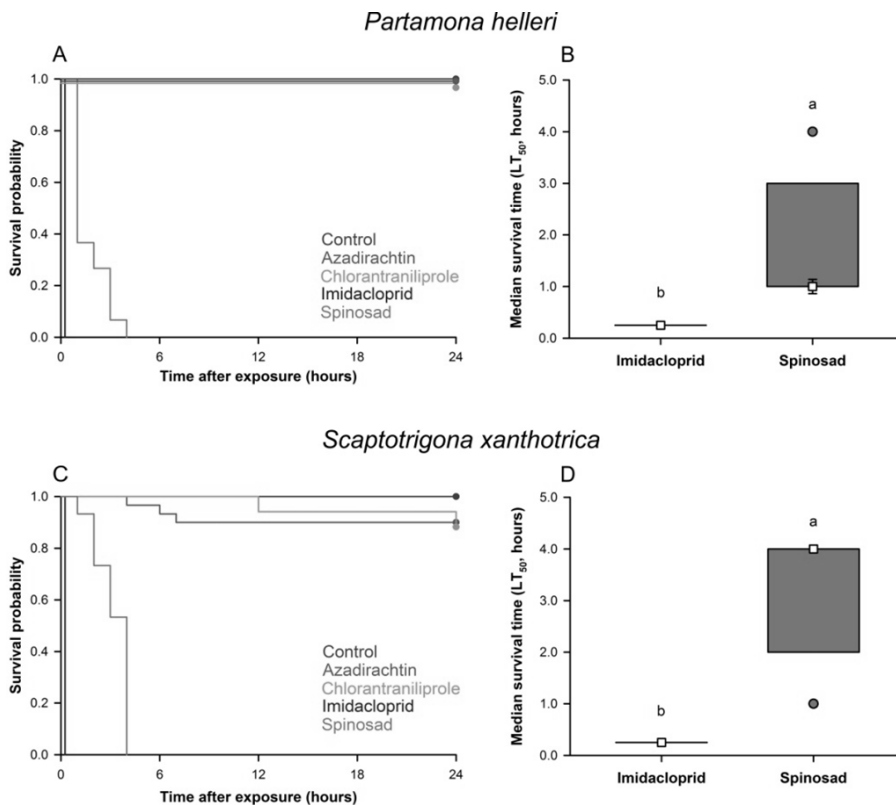 Partamona helleri
A
Survival probability
1.0
0.8
0.6
0.4
0.2
0.0
Control
Azadirachtin
Chlorantraniliprole
Imidacloprid
Spinosad
0 6 12 18 24
Time after exposure (hours)
B
Median survival time (LT50, hours)
5.0
4.0
3.0
2.0
1.0
0.0
a
b
Imidacloprid Spinosad
Scaptotrigona xanthotrica
C
Survival probability
1.0
0.8
0.6
0.4
0.2
0.0
Control
Azadirachtin
Chlorantraniliprole
Imidacloprid
Spinosad
0 6 12 24
Time after exposure (hours)
D
Median survival time (LT50, hours)
5.0
4.0
3.0
2.0
1.0
0.0
a
b
Imidacloprid Spinosad